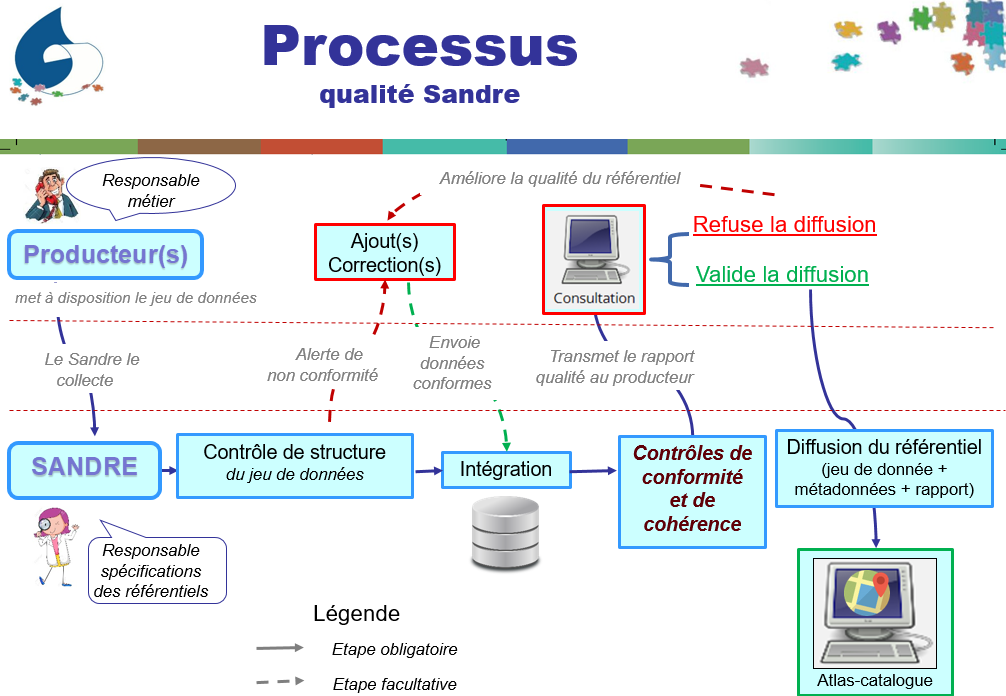 Processus
qualité Sandre
Responsable
métier
Améliore la qualité du référentiel
Producteur(s)
Ajout(s)
Correction(s)
Consultation
Refuse la diffusion
Valide la diffusion
met à disposition le jeu de données
Le Sandre le
collecte
Alerte de
non conformité
Envoie
données
conformes
Transmet le rapport
qualité au producteur
SANDRE
Contrôle de structure
du jeu de données
Intégration
Contrôles de
conformité
et de
cohérence
Diffusion du référentiel
(jeu de donnée +
métadonnées + rapport)
Responsable
spécifications
des référentiels
Atlas-catalogue
Légende
Etape obligatoire
Etape facultative